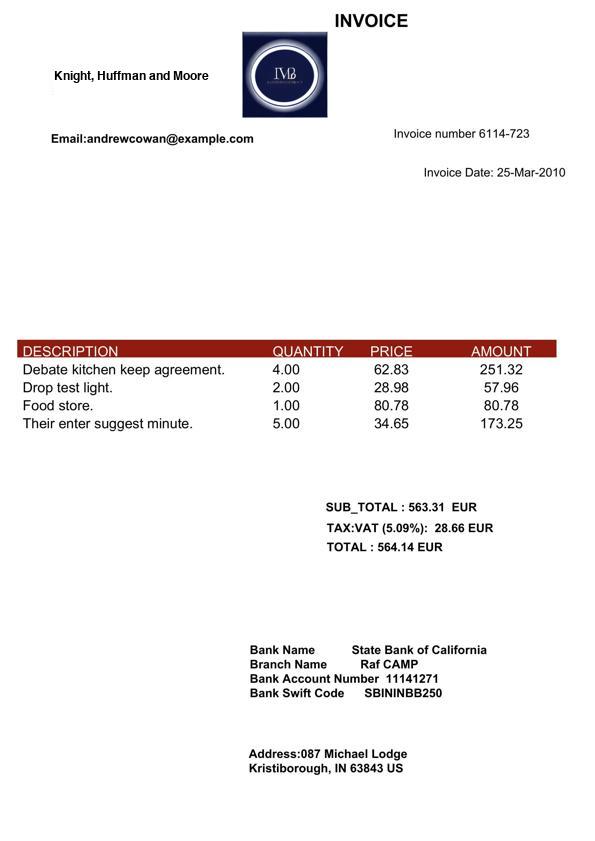 INVOICE
Knight, Huffman and Moore
Email:andrewcowan@example.com
Invoice number 6114-723
Invoice Date: 25-Mar-2010
DESCRIPTION QUANTITY PRICE AMOUNT
Debate kitchen keep agreement. 4.00 62.83 251.32
Drop test light. 2.00 28.98 57.96
Food store. 1.00 80.78 80.78
Their enter suggest minute. 5.00 34.65 173.25
SUB_TOTAL : 563.31 EUR
TAX:VAT (5.09%): 28.66 EUR
TOTAL : 564.14 EUR
Bank Name State Bank of California
Branch Name Raf CAMP
Bank Account Number 11141271
Bank Swift Code SBININBB250
Address:087 Michael Lodge
Kristiborough, IN 63843 US